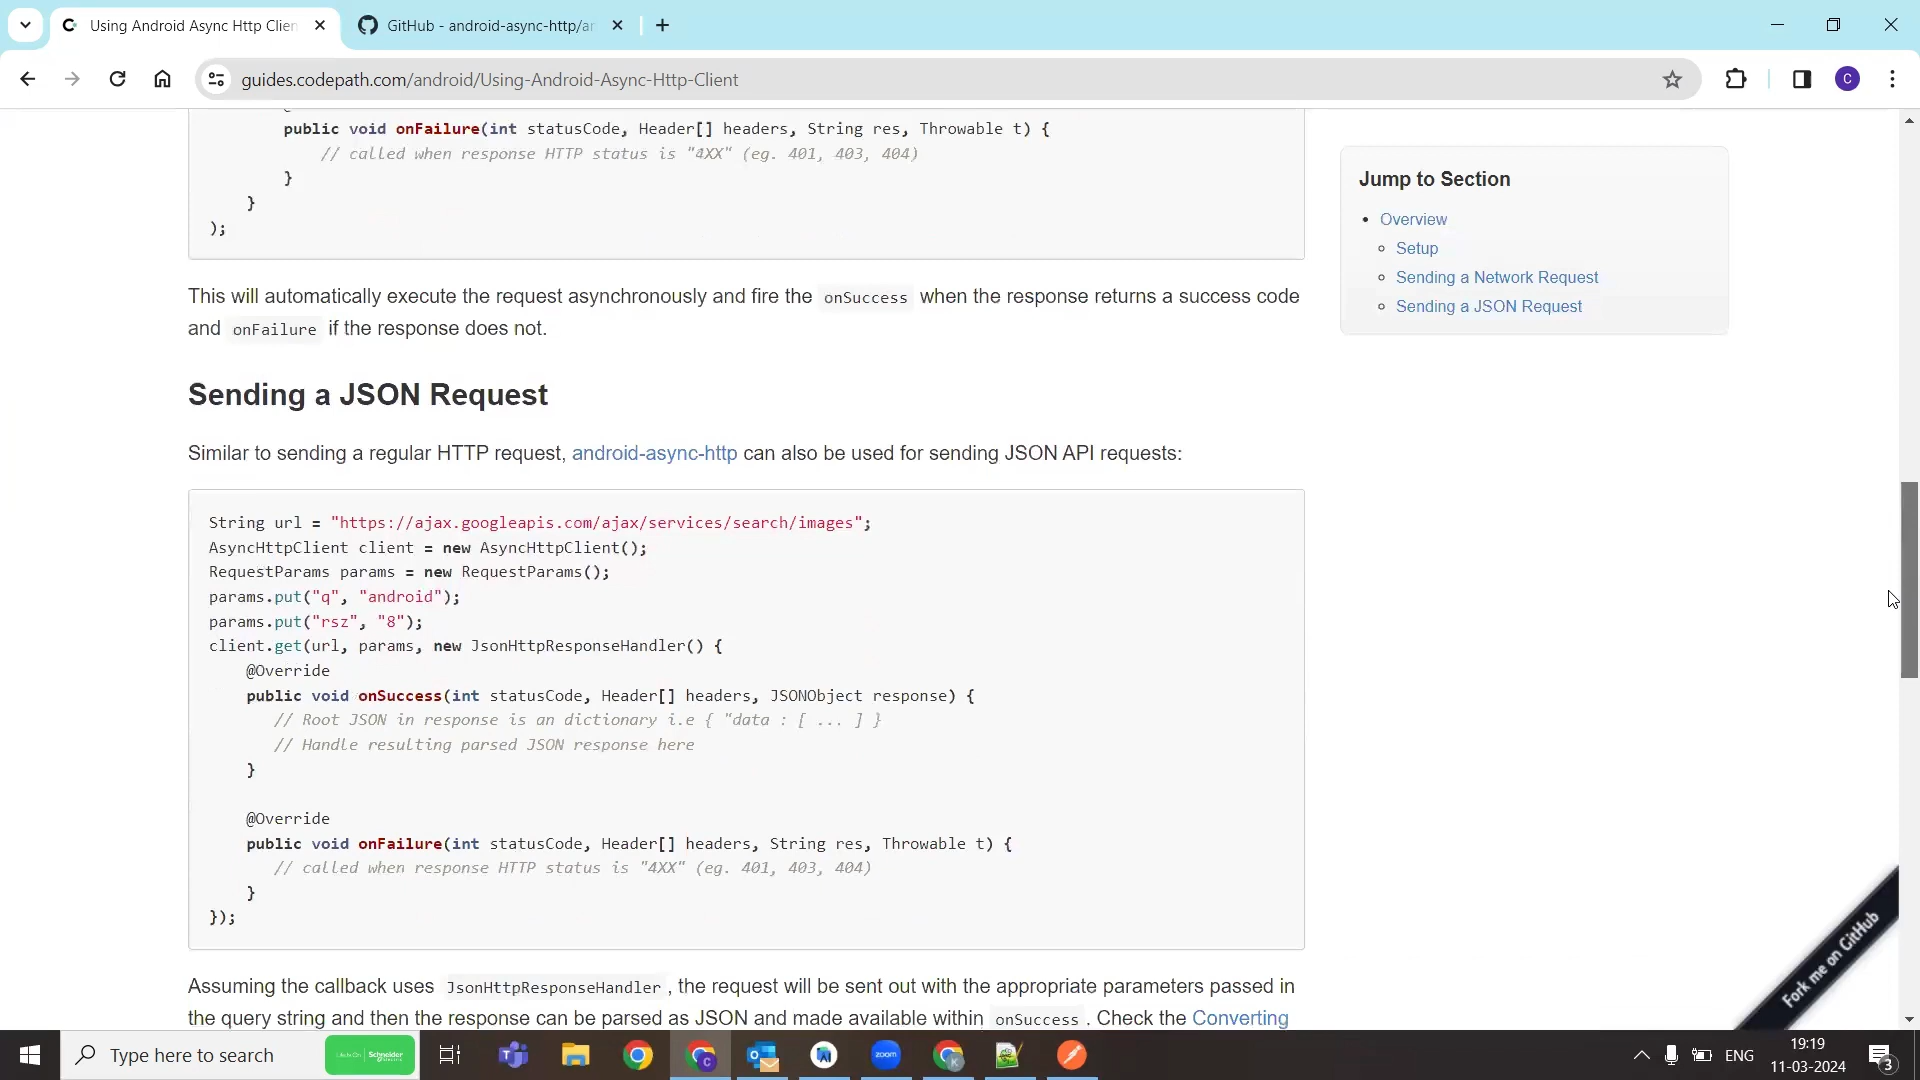 Using Android Async Http Clien
GitHub - android-async-http/ar
guides.codepath.com/android/Using-Android-Async-Http-Client
C
public void onFailure(int statusCode, Header[] headers, String res, Throwable t) {
// called when response HTTP status is "4XX" (eg. 401, 403, 404)
}
}
);
Jump to Section
Overview
Setup
Sending a Network Request
Sending a JSON Request
This will automatically execute the request asynchronously and fire the onSuccess when the response returns a success code
and onFailure if the response does not.
Sending a JSON Request
Similar to sending a regular HTTP request, android-async-http can also be used for sending JSON API requests:
String url = "https://ajax.googleapis.com/ajax/services/search/images";
AsyncHttpClient client = new AsyncHttpClient();
RequestParams params = new RequestParams();
params.put("q", "android");
params.put("rsz", "8");
client.get(url, params, new JsonHttpResponseHandler() {
@Override
public void onSuccess(int statusCode, Header[] headers, JSONObject response) {
// Root JSON in response is an dictionary i.e { "data : [ ... ] }
// Handle resulting parsed JSON response here
}
@Override
public void onFailure(int statusCode, Header[] headers, String res, Throwable t) {
// called when response HTTP status is "4XX" (eg. 401, 403, 404)
}
});
Fork me on GitHub
Assuming the callback uses JsonHttpResponseHandler, the request will be sent out with the appropriate parameters passed in
the query string and then the response can be parsed as JSON and made available within onSuccess. Check the Converting
Type here to search
Life Is On | Schneider
zoom
ENG
19:19
11-03-2024
3